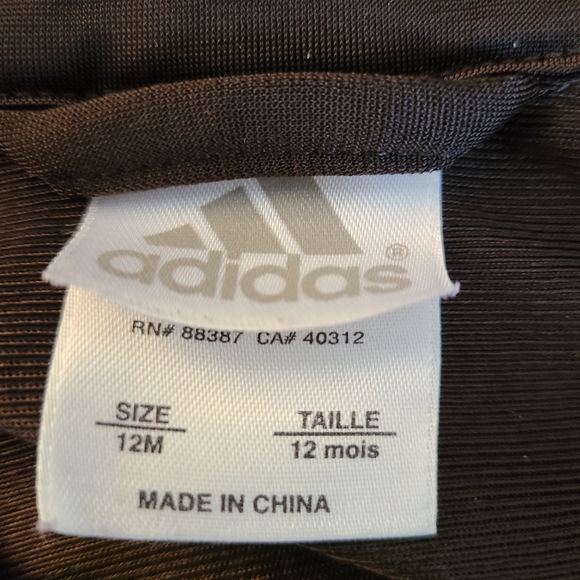 adidas®
RN# 88387 CA# 40312
SIZE TAILLE
12M 12 mois
MADE IN CHINA